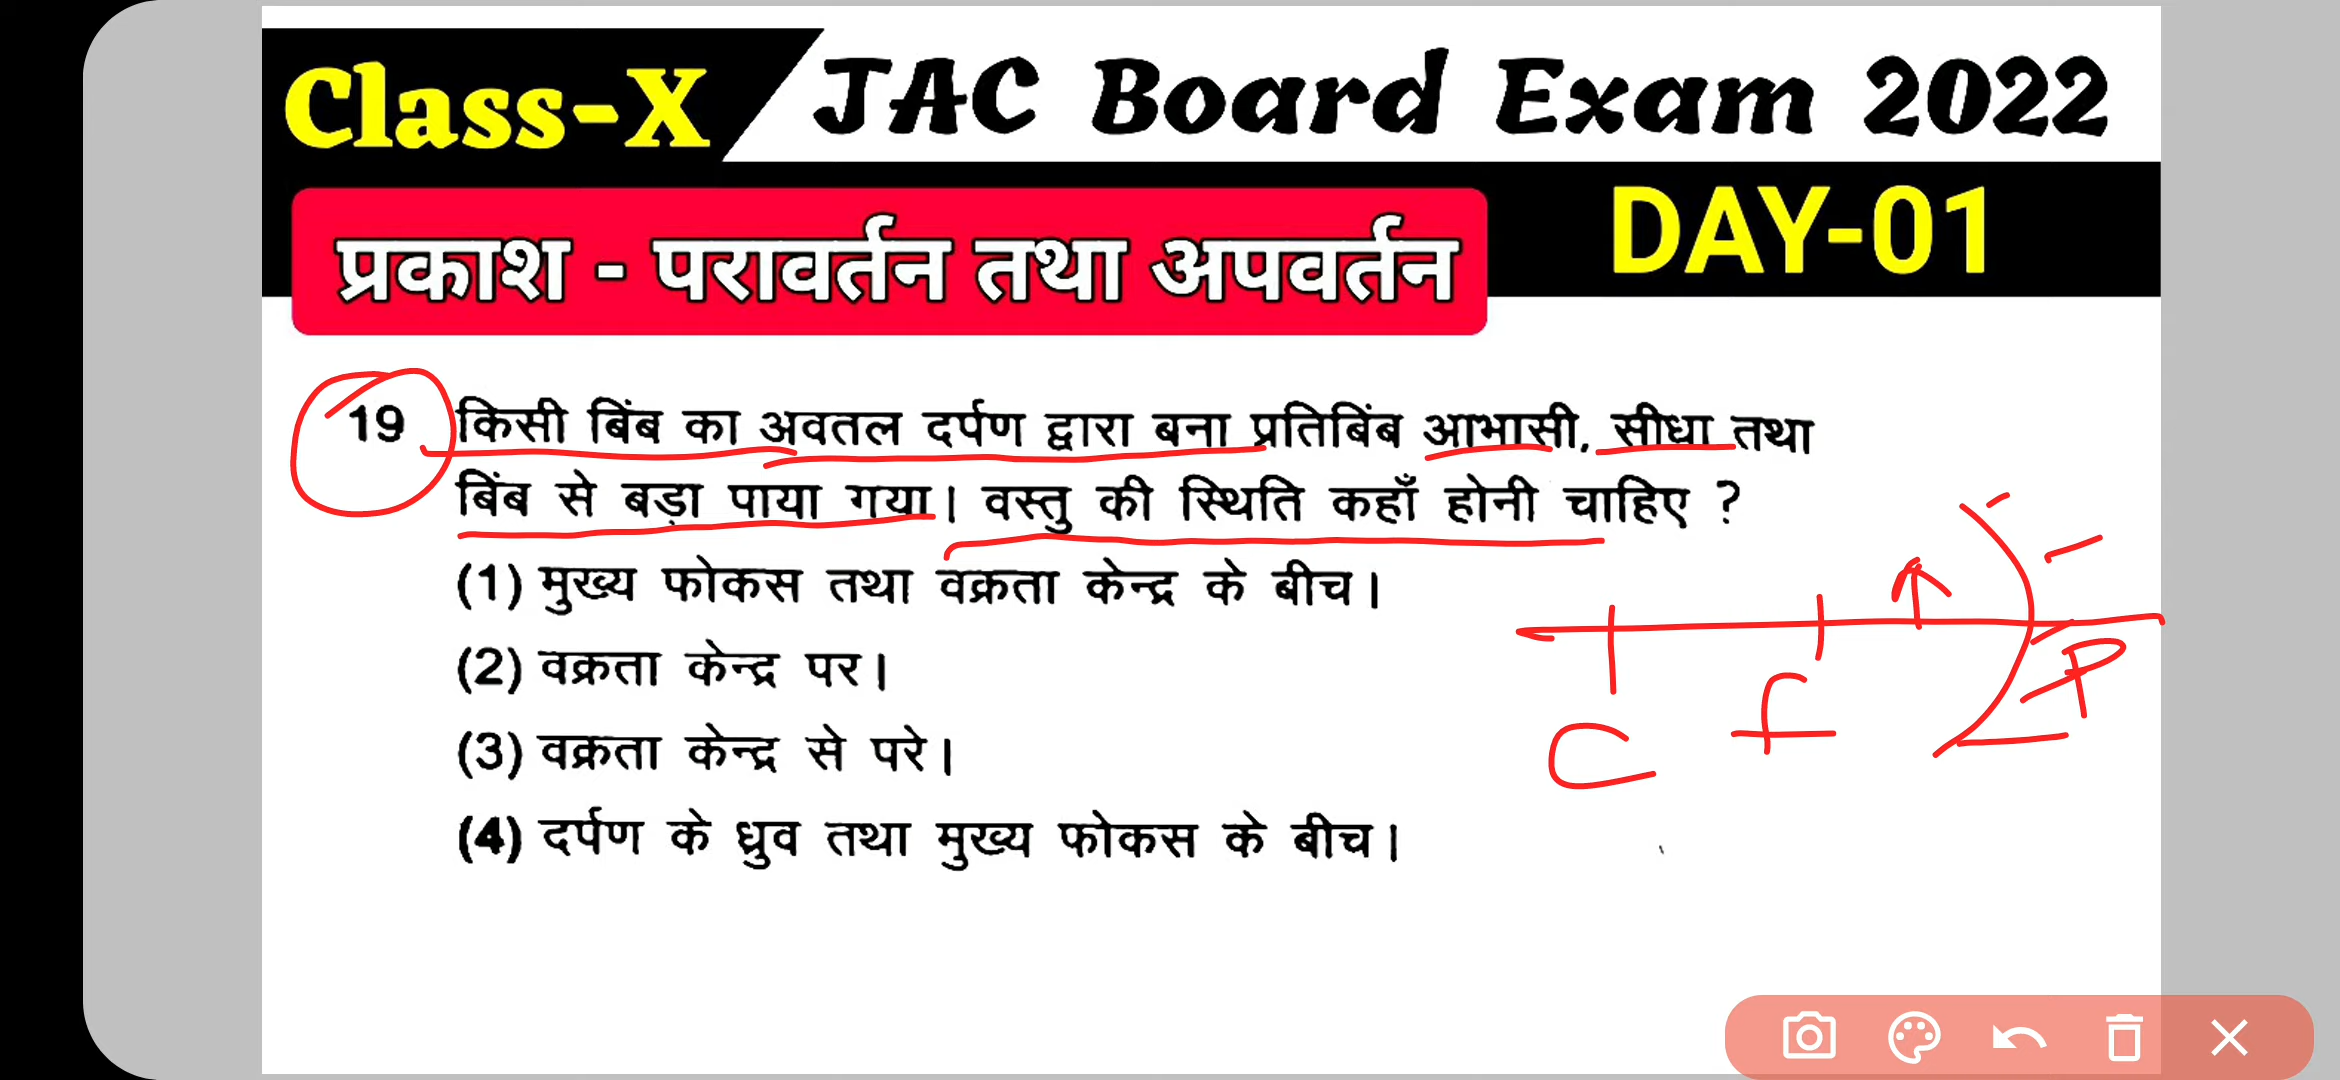 Class-X JAC Board Exam 2022
प्रकाश - परावर्तन तथा अपवर्तन DAY-01
19 किसी बिंब का अवतल दर्पण द्वारा बना प्रतिबिंब आभासी, सीधा तथा
बिंब से बड़ा पाया गया। वस्तु की स्थिति कहाँ होनी चाहिए ?
(1) मुख्य फोकस तथा वक्रता केन्द्र के बीच।
(2) वक्रता केन्द्र पर।
(3) वक्रता केन्द्र से परे।
(4) दर्पण के ध्रुव तथा मुख्य फोकस के बीच।
C f P